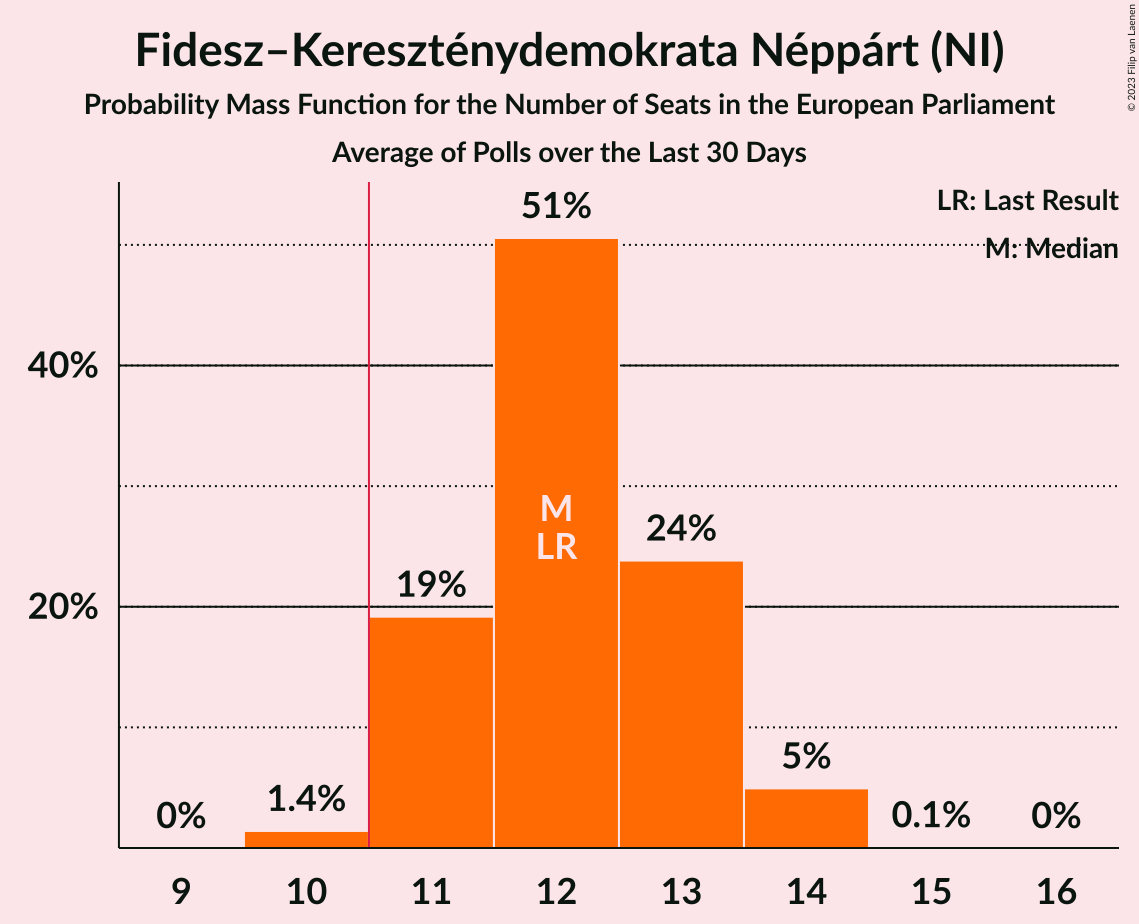 Fidesz–Kereszténydemokrata Néppárt (NI)
Probability Mass Function for the Number of Seats in the European Parliament
Average of Polls over the Last 30 Days
© 2023 Filip van Laenen
LR: Last Result
M: Median
40%
20%
0%
1.4%
19%
51%
M
LR
24%
5%
0.1%
0%
9
10
11
12
13
14
15
16